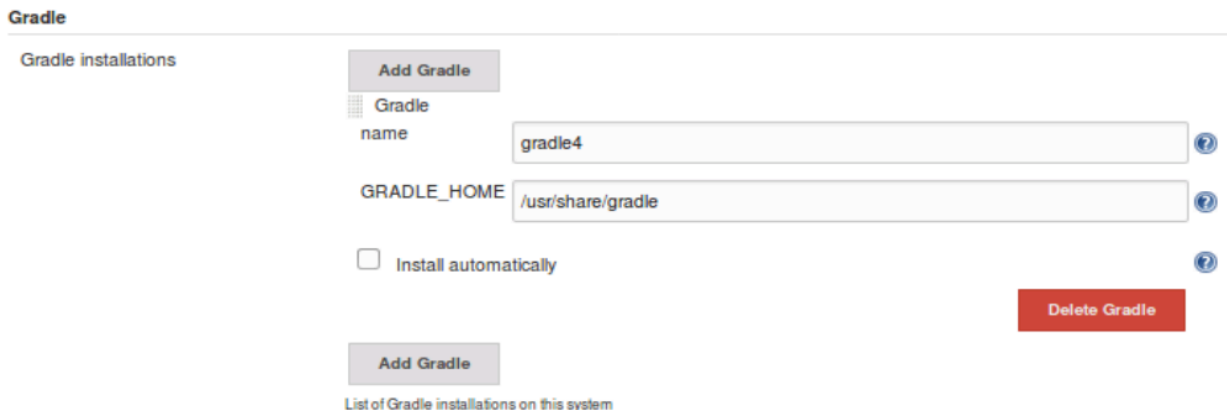 Gradle
Gradle installations
Add Gradle
Gradle
name
gradle4
GRADLE_HOME
/usr/share/gradle
Install automatically
Delete Gradle
Add Gradle
List of Gradle installations on this system